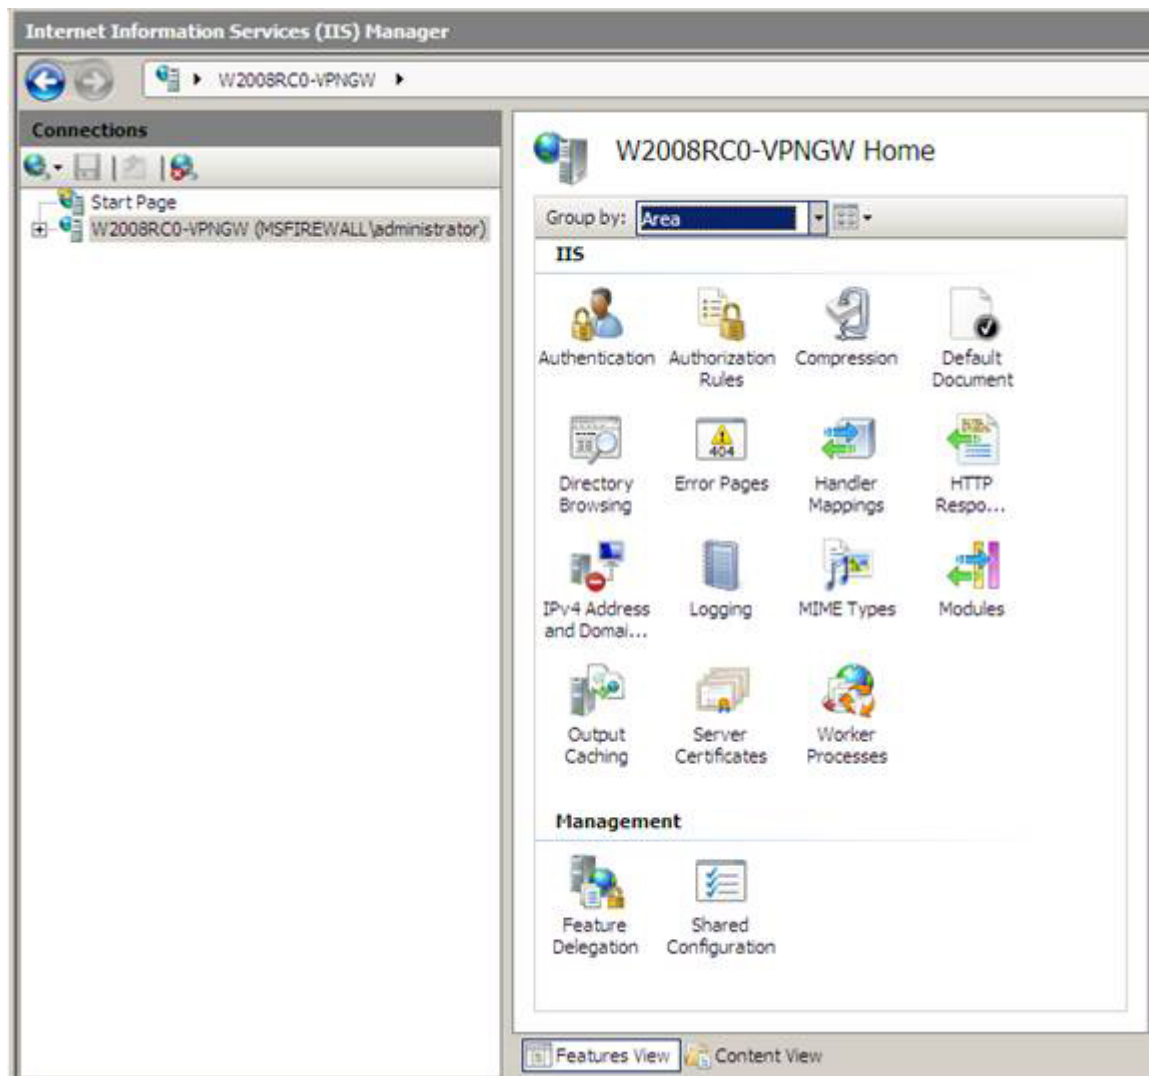 Internet Information Services (IIS) Manager
W2008RC0-VPNGW
Connections
Start Page
W2008RC0-VPNGW (MSFIREWALL\administrator)
W2008RC0-VPNGW Home
Group by: Area
IIS
Authentication Authorization Compression Default
Rules Document
404
Directory Error Pages Handler HTTP
Browsing Mappings Respo...
IPv4 Address Logging MIME Types Modules
and Domai...
Output Server Worker
Caching Certificates Processes
Management
Feature Shared
Delegation Configuration
Features View Content View